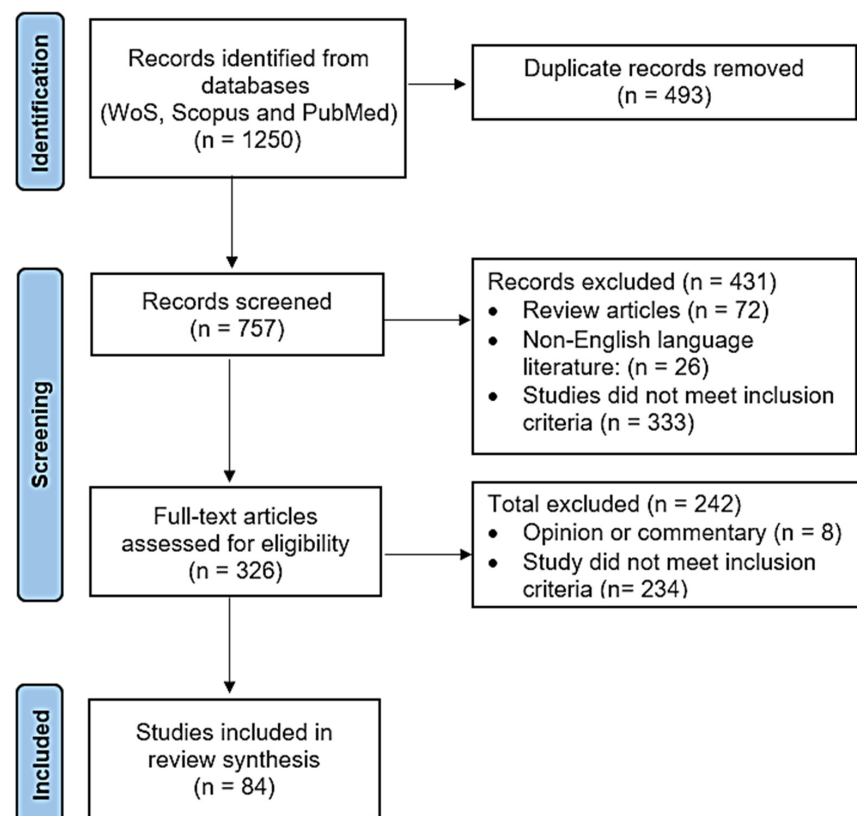 Identification
Records identified from
databases
(WoS, Scopus and PubMed)
(n = 1250)
Duplicate records removed
(n = 493)
Screening
Records screened
(n = 757)
Records excluded (n = 431)
• Review articles (n = 72)
• Non-English language
literature: (n = 26)
• Studies did not meet inclusion
criteria (n = 333)
Full-text articles
assessed for eligibility
(n = 326)
Total excluded (n = 242)
• Opinion or commentary (n = 8)
• Study did not meet inclusion
criteria (n= 234)
Included
Studies included in
review synthesis
(n = 84)